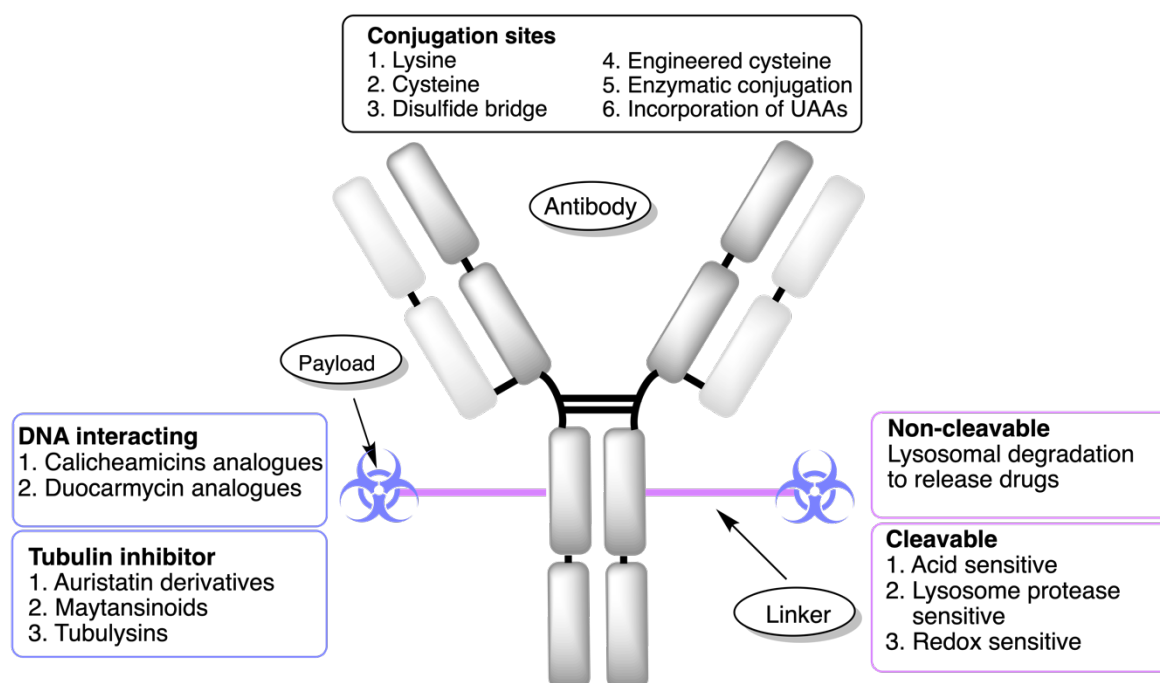 Conjugation sites
1. Lysine
2. Cysteine
3. Disulfide bridge
4. Engineered cysteine
5. Enzymatic conjugation
6. Incorporation of UAAs
Antibody
Payload
DNA interacting
1. Calicheamicins analogues
2. Duocarmycin analogues
Tubulin inhibitor
1. Auristatin derivatives
2. Maytansinoids
3. Tubulysins
Non-cleavable
Lysosomal degradation
to release drugs
Cleavable
1. Acid sensitive
2. Lysosome protease
sensitive
3. Redox sensitive
Linker